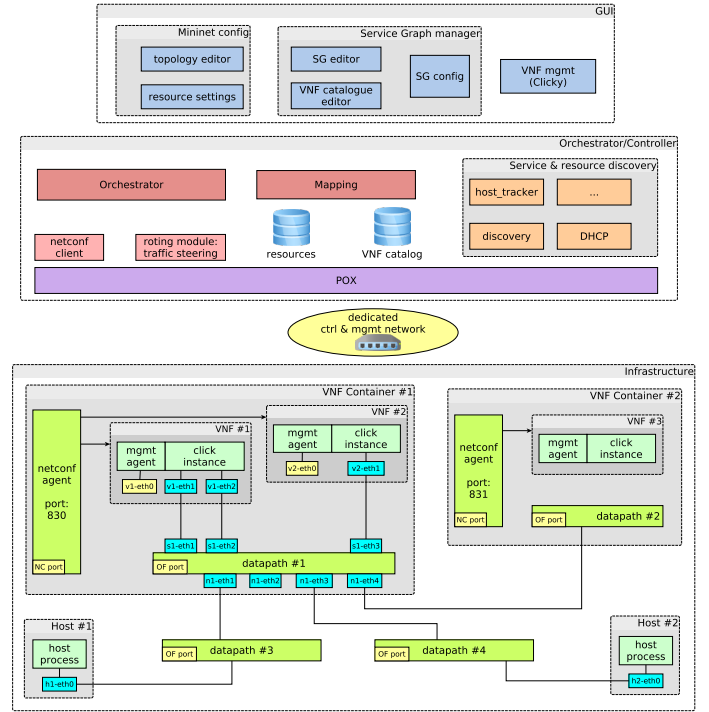 GUI
Mininet config
Service Graph manager
topology editor
SG editor
SG config
VNF mgmt
(Clicky)
resource settings
VNF catalogue
editor
Orchestrator/Controller
Service & resource discovery
Orchestrator
Mapping
host_tracker
...
netconf
client
roting module:
traffic steering
resources
VNF catalog
discovery
DHCP
POX
dedicated
ctrl & mgmt network
Infrastructure
VNF Container #1
VNF Container #2
VNF #2
VNF #1
VNF #3
netconf
agent
port:
830
NC port
mgmt
agent
click
instance
v1-eth0
v1-eth1
v1-eth2
mgmt
agent
click
instance
v2-eth0
v2-eth1
netconf
agent
port:
831
NC port
mgmt
agent
click
instance
OF port
datapath #2
s1-eth1
s1-eth2
s1-eth3
OF port
datapath #1
n1-eth1
n1-eth2
n1-eth3
n1-eth4
Host #1
host
process
h1-eth0
OF port
datapath #3
OF port
datapath #4
Host #2
host
process
h2-eth0